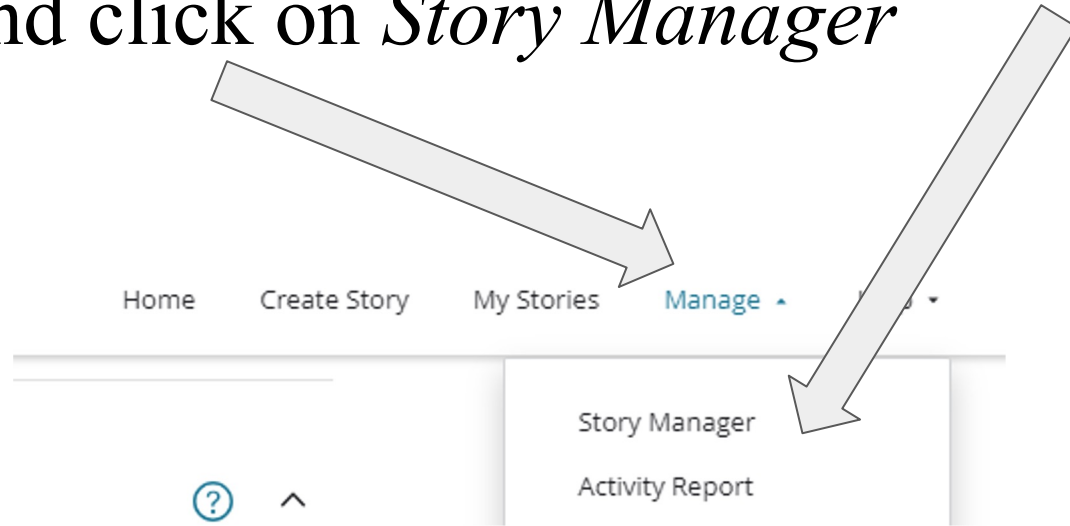 nd click on Story Manager
Home Create Story My Stories Manage
Story Manager
Activity Report
?